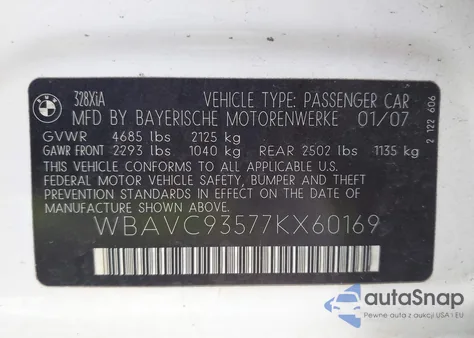 BMW
328XiA
VEHICLE TYPE: PASSENGER CAR
MFD BY BAYERISCHE MOTORENWERKE 01/07
GVWR 4685 lbs 2125 kg
GAWR FRONT 2293 lbs 1040 kg REAR 2502 lbs 1135 kg
THIS VEHICLE CONFORMS TO ALL APPLICABLE U.S.
FEDERAL MOTOR VEHICLE SAFETY, BUMPER AND THEFT
PREVENTION STANDARDS IN EFFECT ON THE DATE OF
MANUFACTURE SHOWN ABOVE.
WBAVC93577KX60169
2 122 606
autoSnap
Pewne auta z aukcji USA i EU